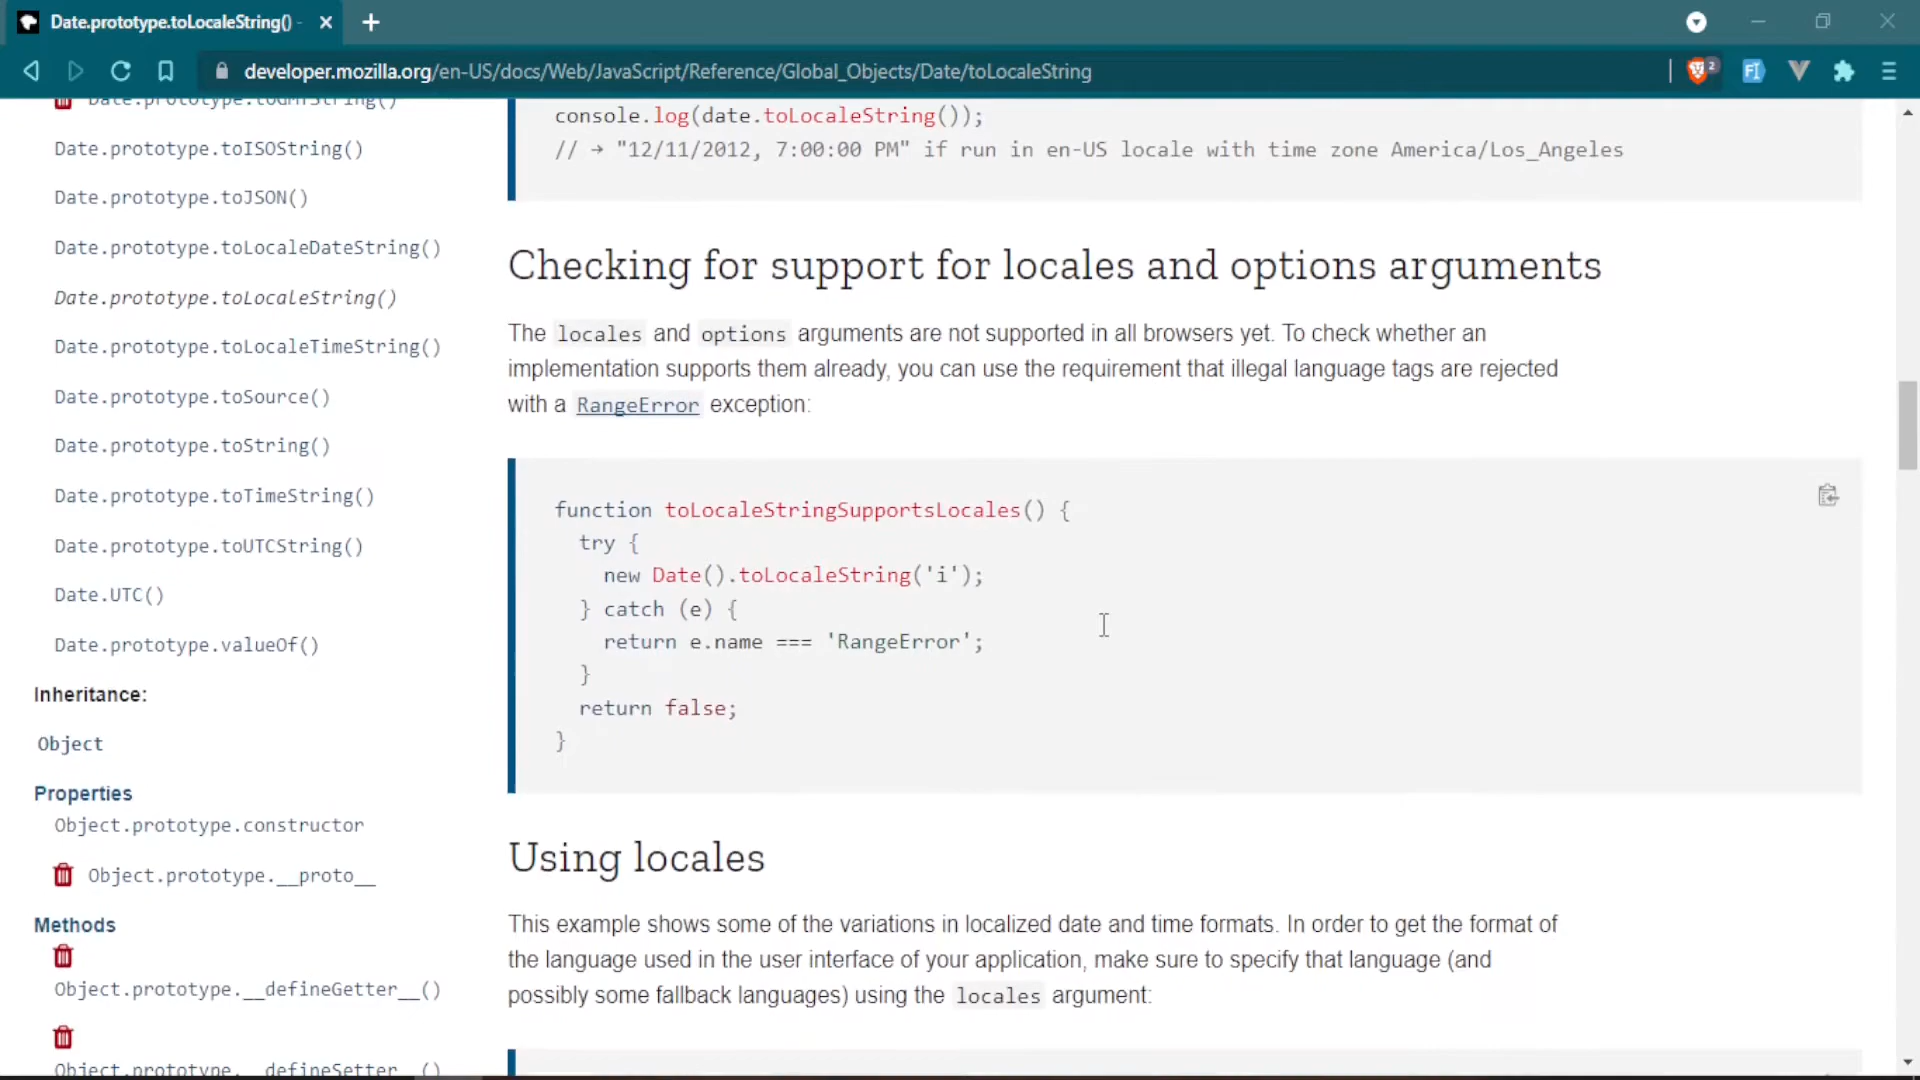 Date.prototype.toLocaleString() -
developer.mozilla.org/en-US/docs/Web/JavaScript/Reference/Global_Objects/Date/toLocaleString
2
FI
Date.prototype.toGMTString()
Date.prototype.toISOString()
Date.prototype.toJSON()
Date.prototype.toLocaleDateString()
Date.prototype.toLocaleString()
Date.prototype.toLocaleTimeString()
Date.prototype.toSource()
Date.prototype.toString()
Date.prototype.toTimeString()
Date.prototype.toUTCString()
Date.UTC()
Date.prototype.valueOf()
Inheritance:
Object
Properties
Object.prototype.constructor
Object.prototype.__proto__
Methods
Object.prototype.__defineGetter__()
Object.prototype.__defineSetter__()
console.log(date.toLocaleString());
// → "12/11/2012, 7:00:00 PM" if run in en-US locale with time zone America/Los_Angeles
Checking for support for locales and options arguments
The locales and options arguments are not supported in all browsers yet. To check whether an
implementation supports them already, you can use the requirement that illegal language tags are rejected
with a RangeError exception:
function toLocaleStringSupportsLocales() {
try {
new Date().toLocaleString('i');
} catch (e) {
return e.name === 'RangeError';
}
return false;
}
Using locales
This example shows some of the variations in localized date and time formats. In order to get the format of
the language used in the user interface of your application, make sure to specify that language (and
possibly some fallback languages) using the locales argument: